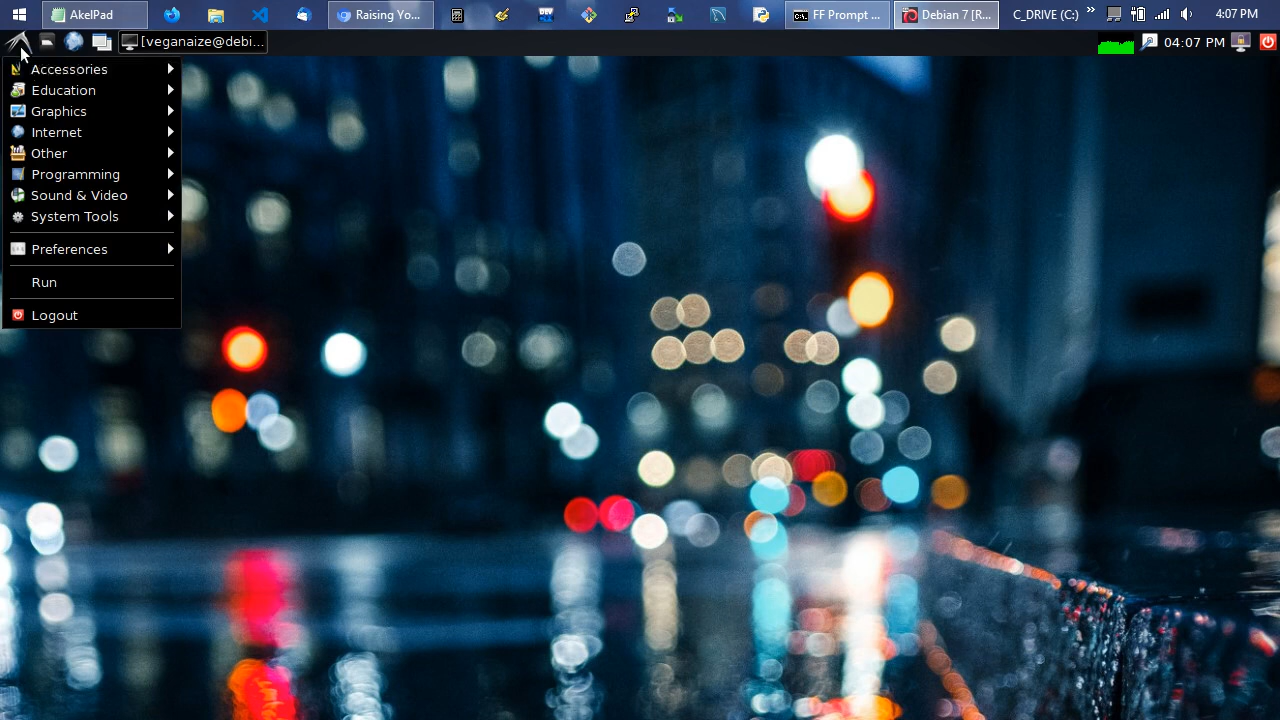 AkelPad
Raising Yo...
FF Prompt ...
Debian 7 [R...
C_DRIVE (C:)
4:07 PM
[veganaize@debi...
04:07 PM
Accessories
Education
Graphics
Internet
Other
Programming
Sound & Video
System Tools
Preferences
Run
Logout